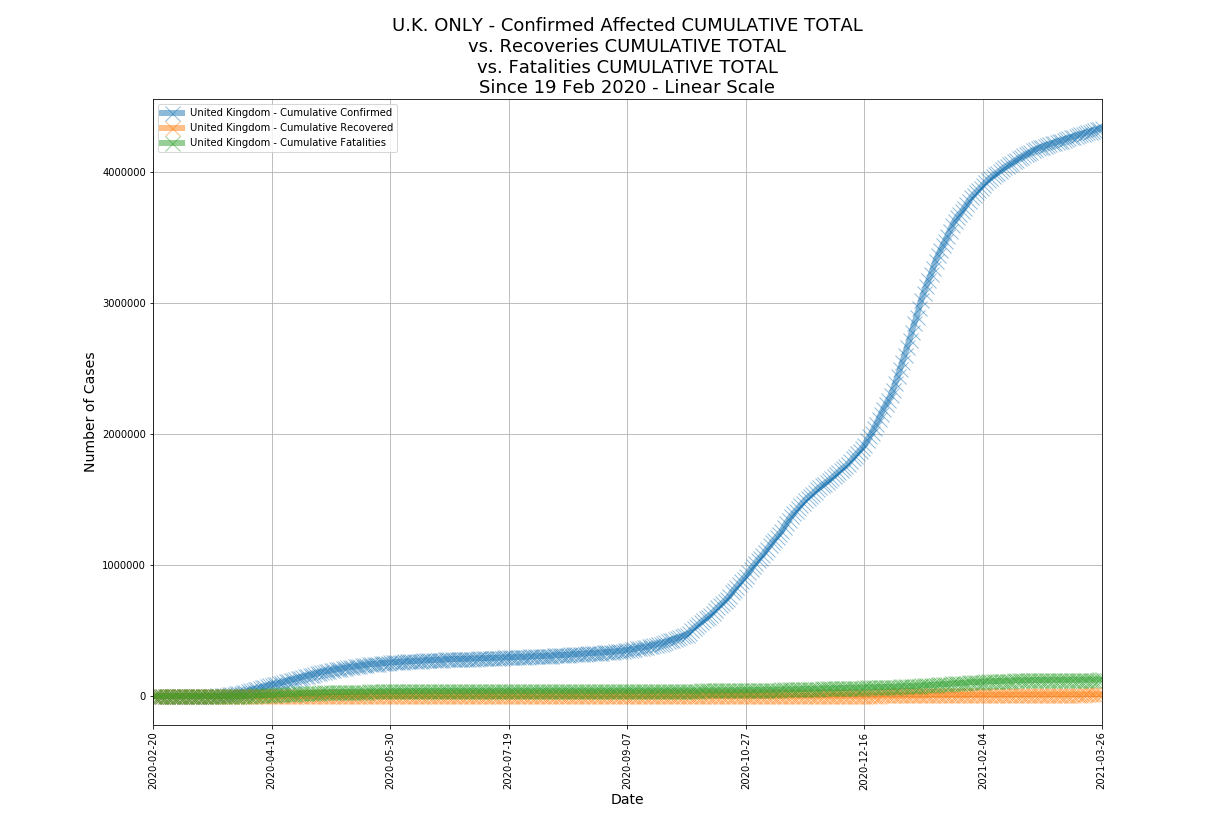 U.K. ONLY - Confirmed Affected CUMULATIVE TOTAL
vs. Recoveries CUMULATIVE TOTAL
vs. Fatalities CUMULATIVE TOTAL
Since 19 Feb 2020 - Linear Scale
United Kingdom - Cumulative Confirmed
United Kingdom - Cumulative Recovered
United Kingdom - Cumulative Fatalities
Number of Cases
4000000
3000000
2000000
1000000
0
2020-02-20
2020-04-10
2020-05-30
2020-07-19
2020-09-07
2020-10-27
2020-12-16
2021-02-04
2021-03-26
Date